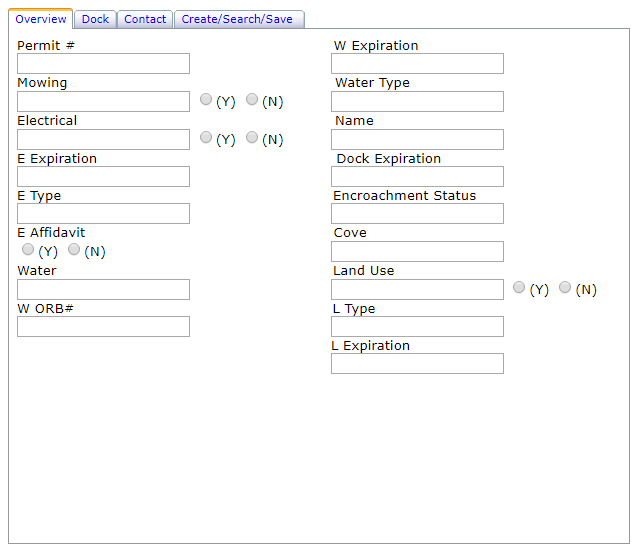 Overview Dock Contact Create/Search/Save
Permit #
Mowing
(Y) (N)
Electrical
(Y) (N)
E Expiration
E Type
E Affidavit
(Y) (N)
Water
W ORB#
W Expiration
Water Type
Name
Dock Expiration
Encroachment Status
Cove
Land Use
(Y) (N)
L Type
L Expiration